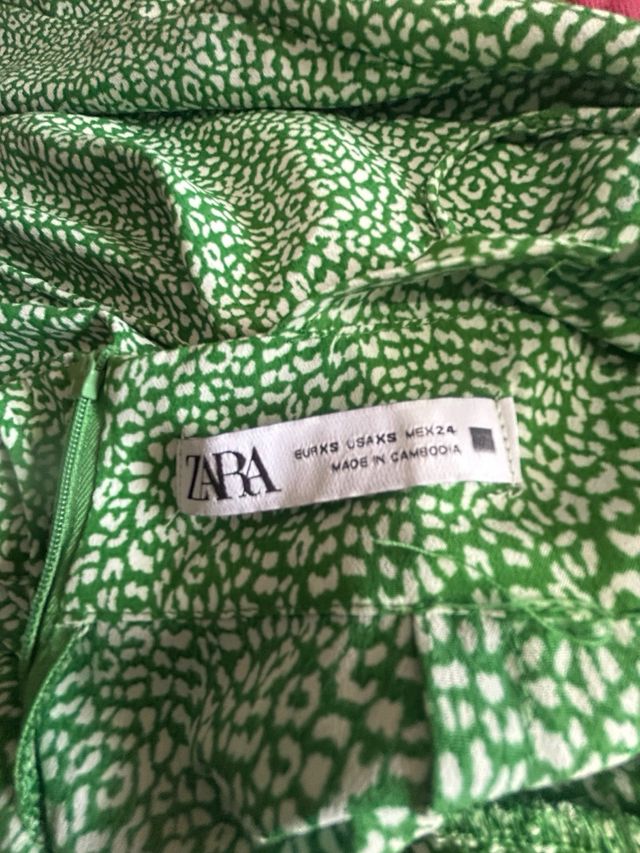 ZARA
EUR XS USA XS MEX 24
MADE IN CAMBODIA